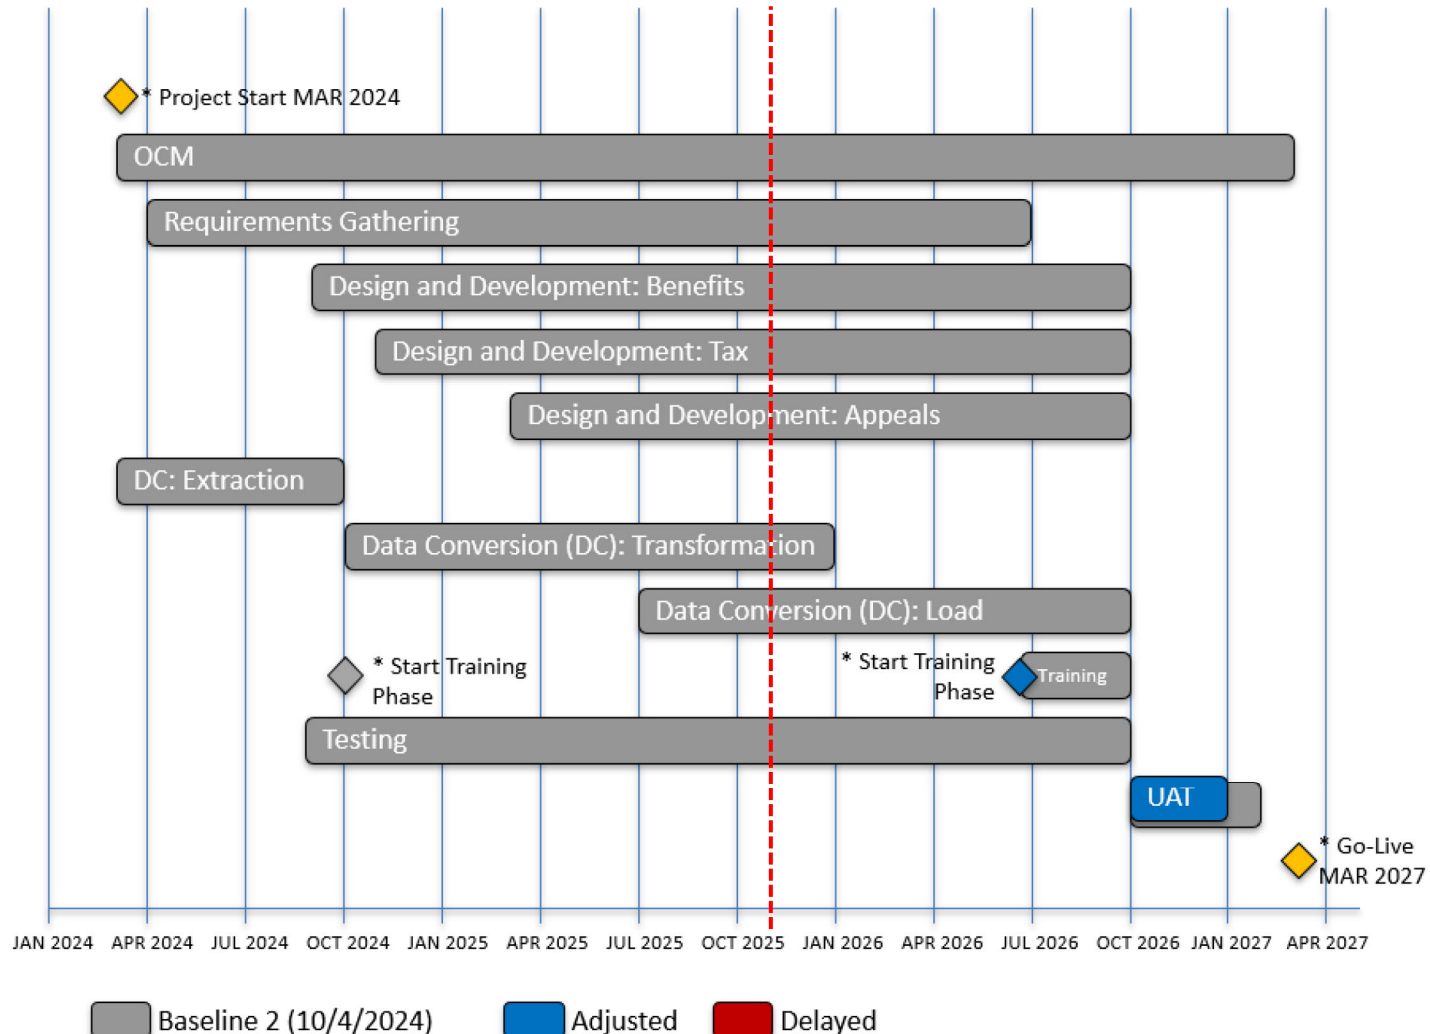 * Project Start MAR 2024
OCM
Requirements Gathering
Design and Development: Benefits
Design and Development: Tax
Design and Development: Appeals
DC: Extraction
Data Conversion (DC): Transformation
Data Conversion (DC): Load
* Start Training
Phase
* Start Training
Phase
Training
Testing
UAT
* Go-Live
MAR 2027
JAN 2024 APR 2024 JUL 2024 OCT 2024 JAN 2025 APR 2025 JUL 2025 OCT 2025 JAN 2026 APR 2026 JUL 2026 OCT 2026 JAN 2027 APR 2027
Baseline 2 (10/4/2024) Adjusted Delayed